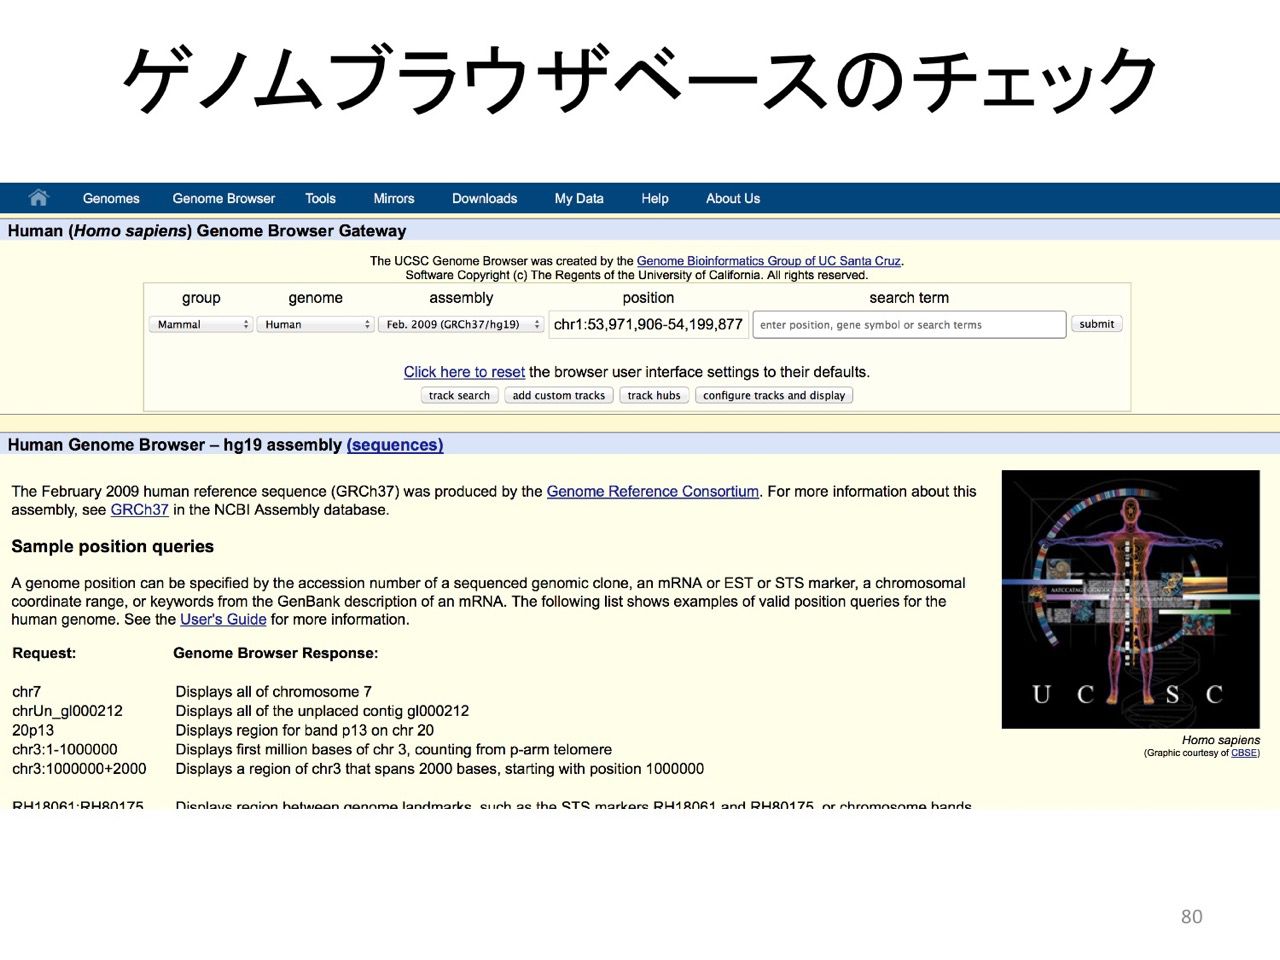 ゲノムブラウザベースのチェック
Genomes Genome Browser Tools Mirrors Downloads My Data Help About Us
Human (Homo sapiens) Genome Browser Gateway
The UCSC Genome Browser was created by the Genome Bioinformatics Group of UC Santa Cruz.
Software Copyright (c) The Regents of the University of California. All rights reserved.
group genome assembly position search term
Mammal Human Feb. 2009 (GRCh37/hg19) chr1:53,971,906-54,199,877 enter position, gene symbol or search terms submit
Click here to reset the browser user interface settings to their defaults.
track search add custom tracks track hubs configure tracks and display
Human Genome Browser – hg19 assembly (sequences)
The February 2009 human reference sequence (GRCh37) was produced by the Genome Reference Consortium. For more information about this
assembly, see GRCh37 in the NCBI Assembly database.
Sample position queries
A genome position can be specified by the accession number of a sequenced genomic clone, an mRNA or EST or STS marker, a chromosomal
coordinate range, or keywords from the GenBank description of an mRNA. The following list shows examples of valid position queries for the
human genome. See the User's Guide for more information.
Request: Genome Browser Response:
chr7 Displays all of chromosome 7
chrUn_gl000212 Displays all of the unplaced contig gl000212
20p13 Displays region for band p13 on chr 20
chr3:1-1000000 Displays first million bases of chr 3, counting from p-arm telomere
chr3:1000000+2000 Displays a region of chr3 that spans 2000 bases, starting with position 1000000
RH18061;RH80175 Displays region between genome landmarks, such as the STS markers RH18061 and RH80175, or chromosome bands
U C S C
Homo sapiens
(Graphic courtesy of CBSE)
80